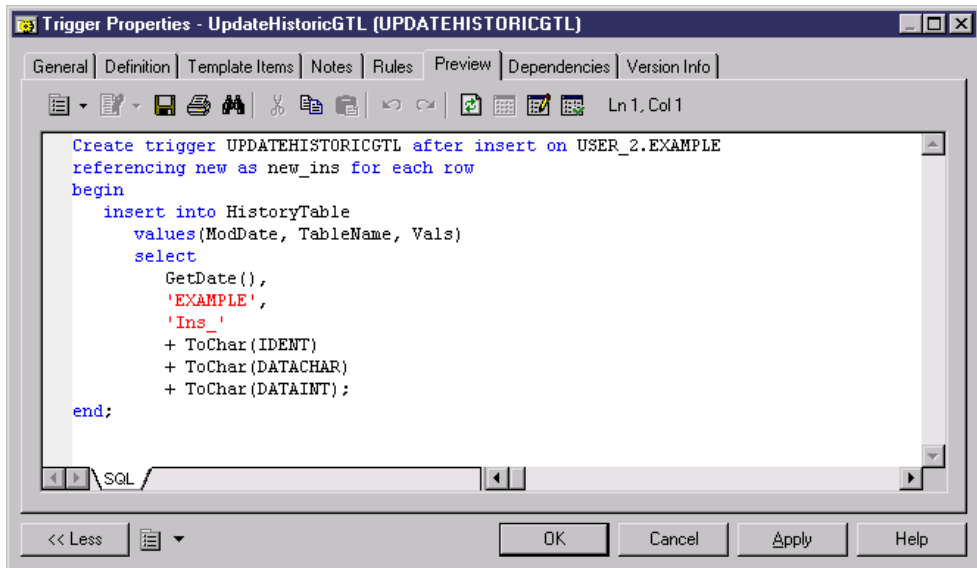 Trigger Properties - UpdateHistoricGTL (UPDATEHISTORICGTL)
General Definition Template Items Notes Rules Preview Dependencies Version Info
Ln 1, Col 1
Create trigger UPDATEHISTORICGTL after insert on USER_2.EXAMPLE
referencing new as new_ins for each row
begin
insert into HistoryTable
values(ModDate, TableName, Vals)
select
GetDate(),
'EXAMPLE',
'Ins_'
+ ToChar(IDENT)
+ ToChar(DATACHAR)
+ ToChar(DATAINT);
end;
SQL
<< Less OK Cancel Apply Help